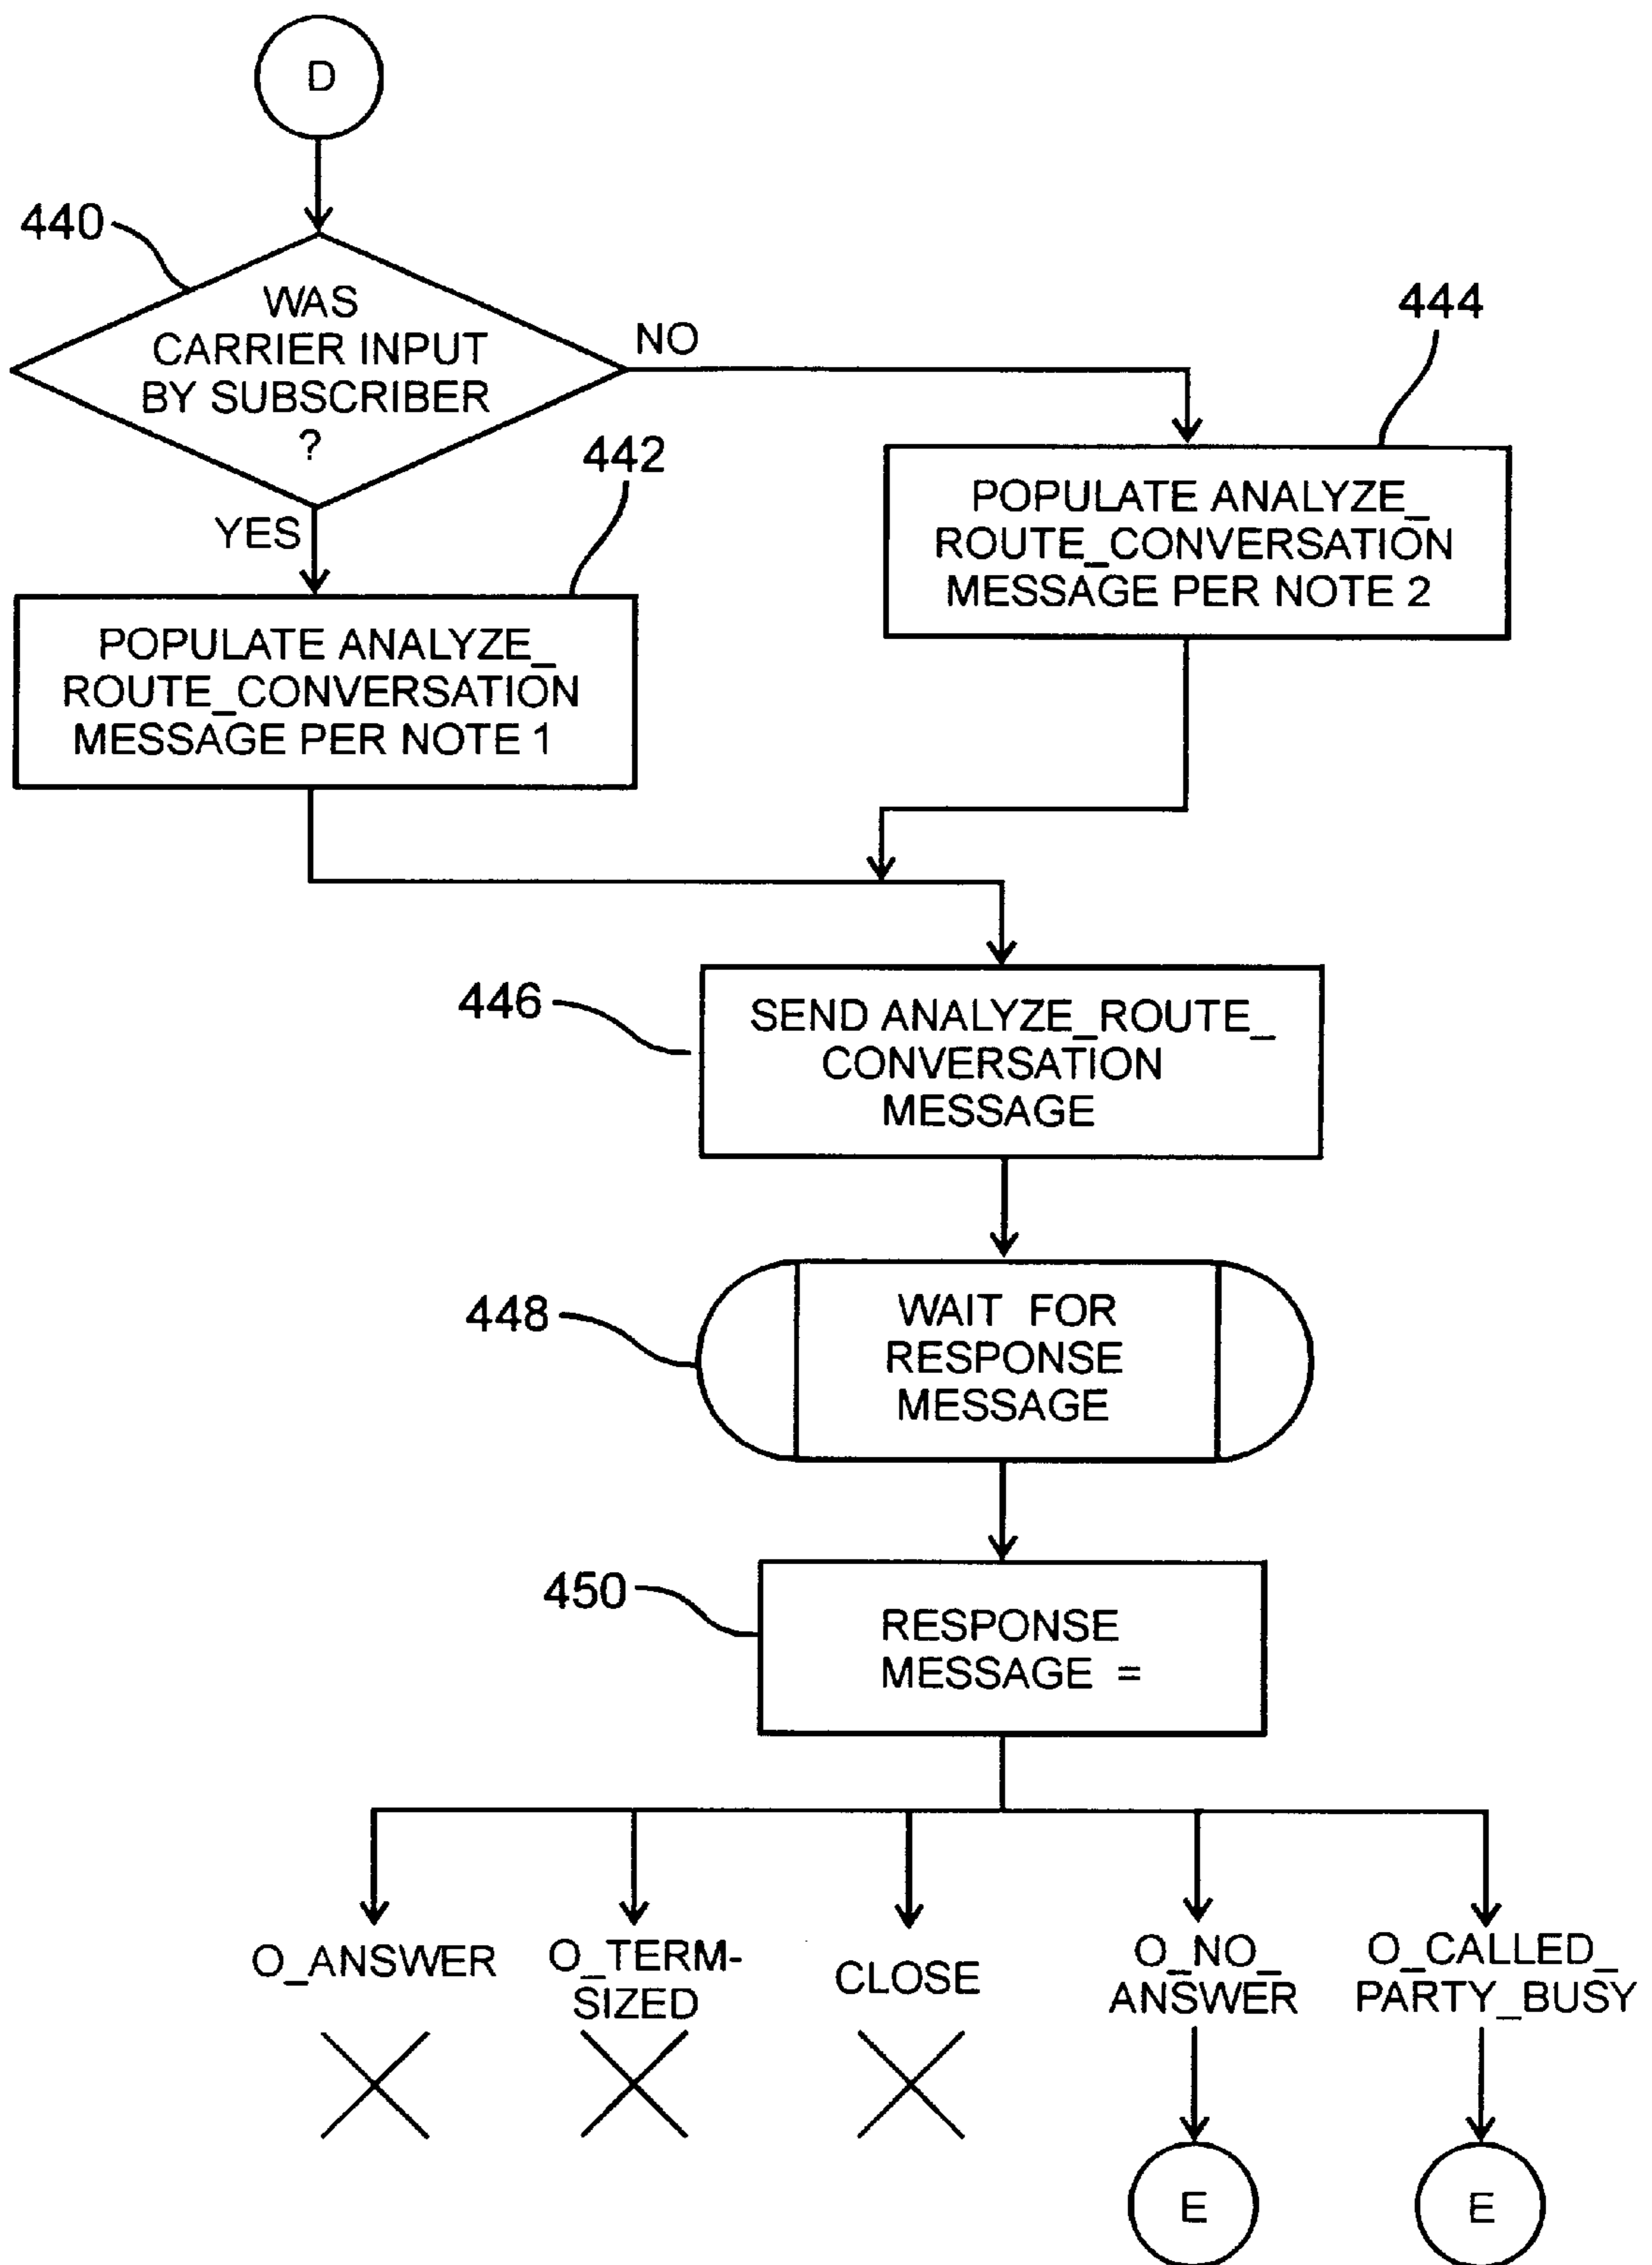 D
440
WAS
CARRIER INPUT
BY SUBSCRIBER
?
NO
YES
444
POPULATE ANALYZE_
ROUTE_CONVERSATION
MESSAGE PER NOTE 2
442
POPULATE ANALYZE_
ROUTE_CONVERSATION
MESSAGE PER NOTE 1
446
SEND ANALYZE_ROUTE_
CONVERSATION
MESSAGE
448
WAIT FOR
RESPONSE
MESSAGE
450
RESPONSE
MESSAGE =
O_ANSWER
O_TERM-
SIZED
CLOSE
O_NO_
ANSWER
O_CALLED_
PARTY_BUSY
E
E